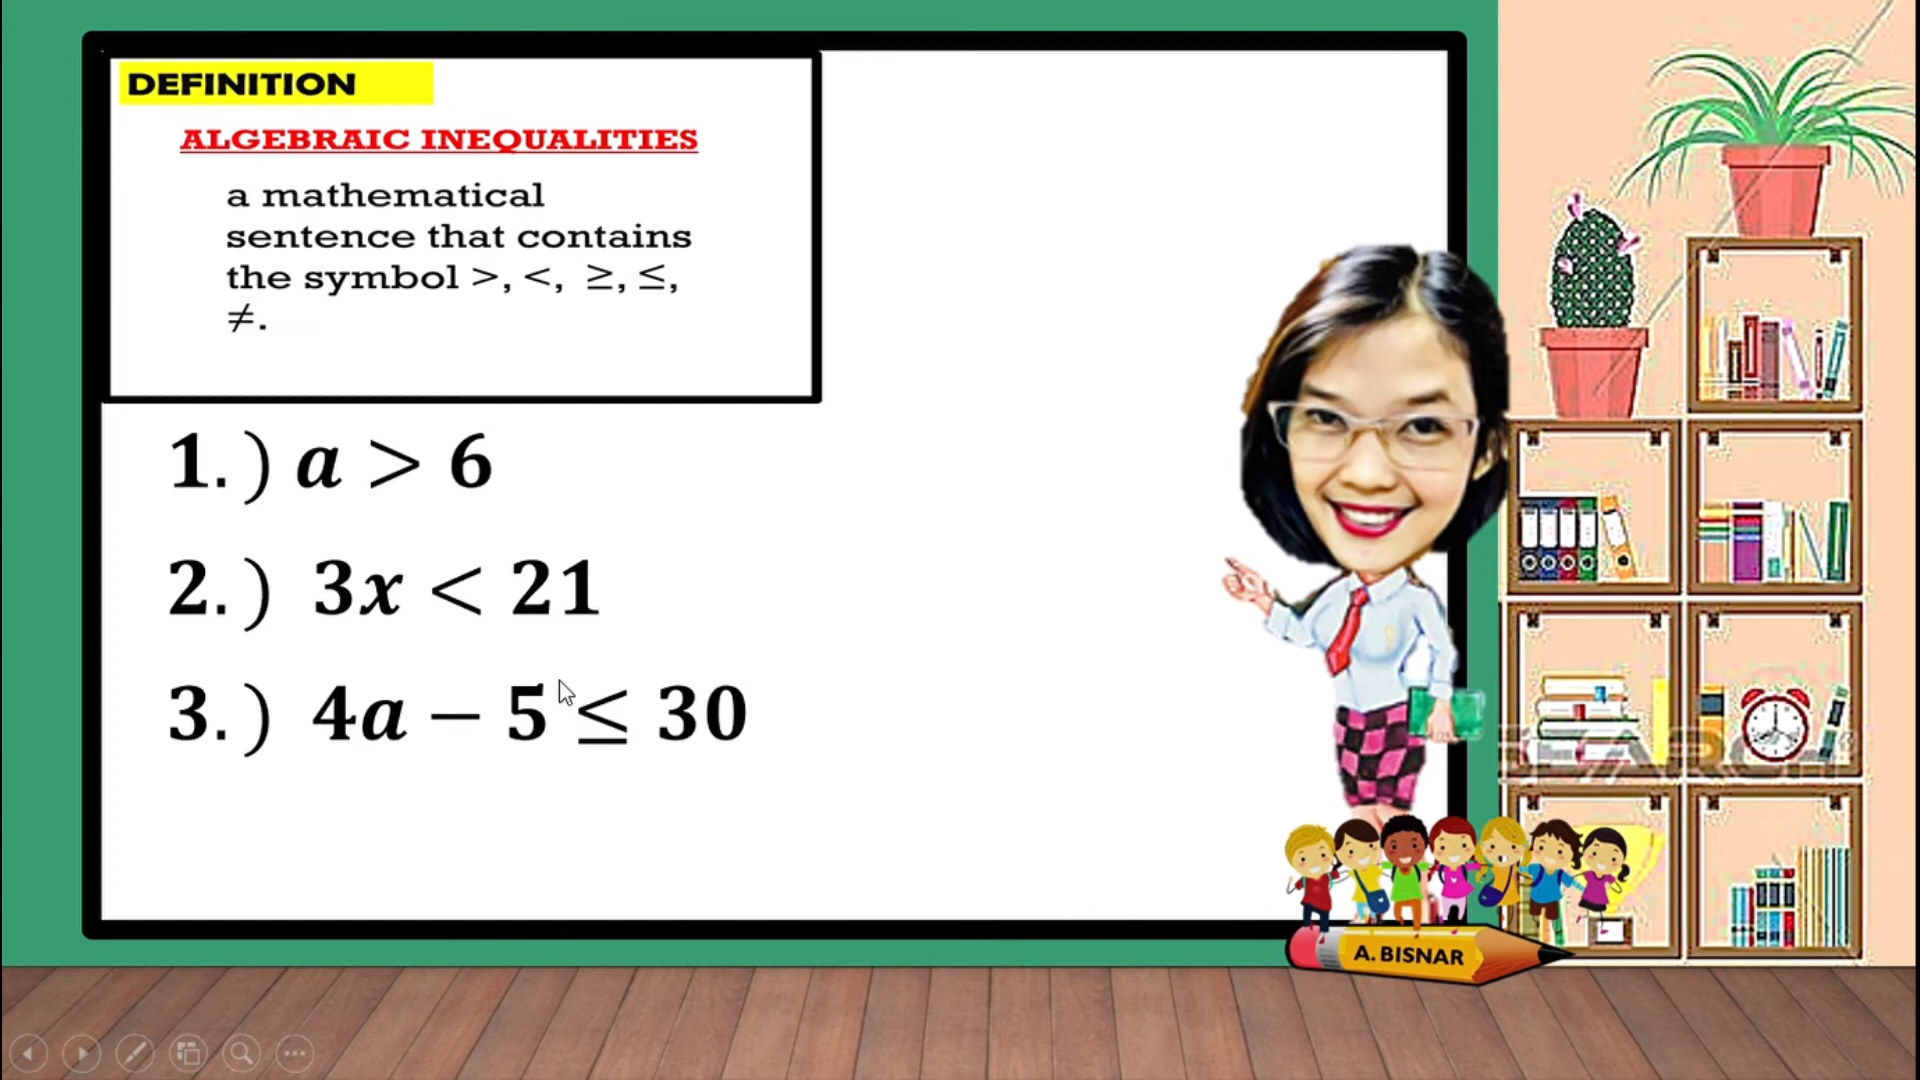 DEFINITION
ALGEBRAIC INEQUALITIES
a mathematical
sentence that contains
the symbol >, <, ≥, ≤,
≠.
1.) a > 6
2.) 3x < 21
3.) 4a − 5 ≤ 30
A. BISNAR